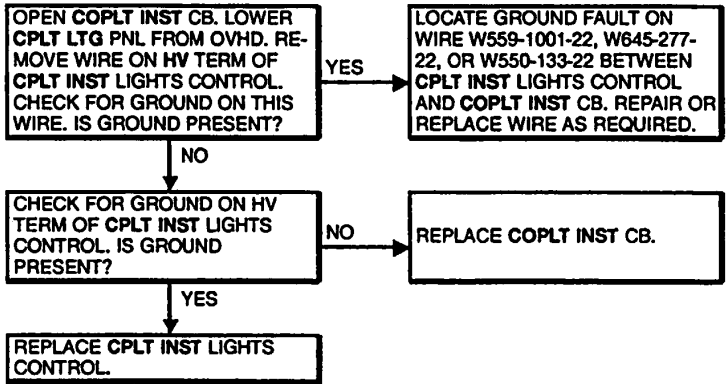 OPEN COPLT INST CB. LOWER
CPLT LTG PNL FROM OVHD. RE-
MOVE WIRE ON HV TERM OF
CPLT INST LIGHTS CONTROL.
CHECK FOR GROUND ON THIS
WIRE. IS GROUND PRESENT?
YES
LOCATE GROUND FAULT ON
WIRE W559-1001-22, W645-277-
22, OR W550-133-22 BETWEEN
CPLT INST LIGHTS CONTROL
AND COPLT INST CB. REPAIR OR
REPLACE WIRE AS REQUIRED.
NO
CHECK FOR GROUND ON HV
TERM OF CPLT INST LIGHTS
CONTROL. IS GROUND
PRESENT?
NO
REPLACE COPLT INST CB.
YES
REPLACE CPLT INST LIGHTS
CONTROL.